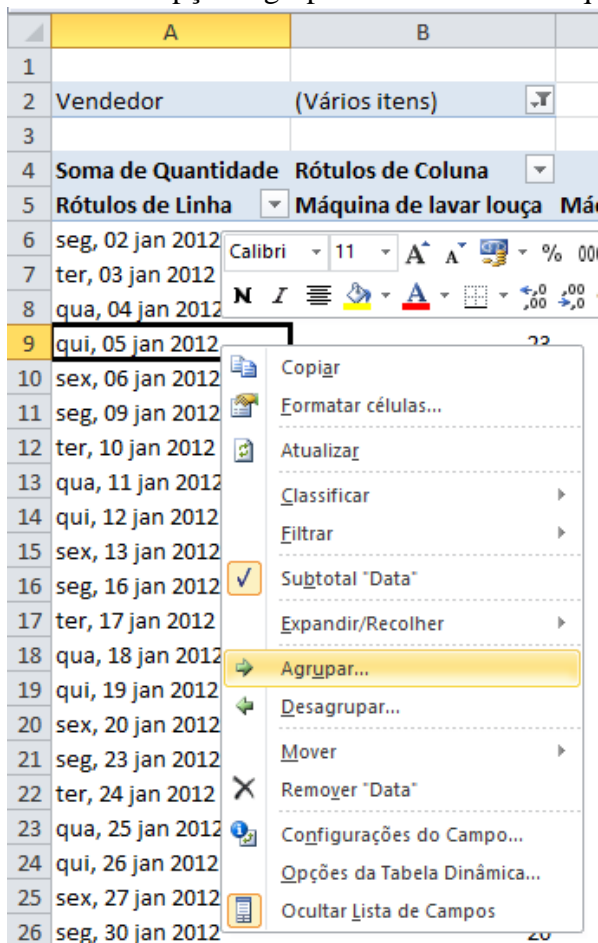 A B
1
2 Vendedor (Vários itens)
3
4 Soma de Quantidade Rótulos de Coluna
5 Rótulos de Linha Máquina de lavar louça
6 seg, 02 jan 2012 Calibri 11 A A % 000
7 ter, 03 jan 2012
8 qua, 04 jan 2012 N I A ,0 ,00 ,00 ,0
9 qui, 05 jan 2012 23
10 sex, 06 jan 2012 Copiar
11 seg, 09 jan 2012 Formatar células...
12 ter, 10 jan 2012 Atualizar
13 qua, 11 jan 2012 Classificar
14 qui, 12 jan 2012 Filtrar
15 sex, 13 jan 2012
16 seg, 16 jan 2012 Subtotal "Data"
17 ter, 17 jan 2012 Expandir/Recolher
18 qua, 18 jan 2012 Agrupar...
19 qui, 19 jan 2012 Desagrupar...
20 sex, 20 jan 2012
21 seg, 23 jan 2012 Mover
22 ter, 24 jan 2012 Remover "Data"
23 qua, 25 jan 2012 Configurações do Campo...
24 qui, 26 jan 2012 Opções da Tabela Dinâmica...
25 sex, 27 jan 2012 Ocultar Lista de Campos
26 seg, 30 jan 2012